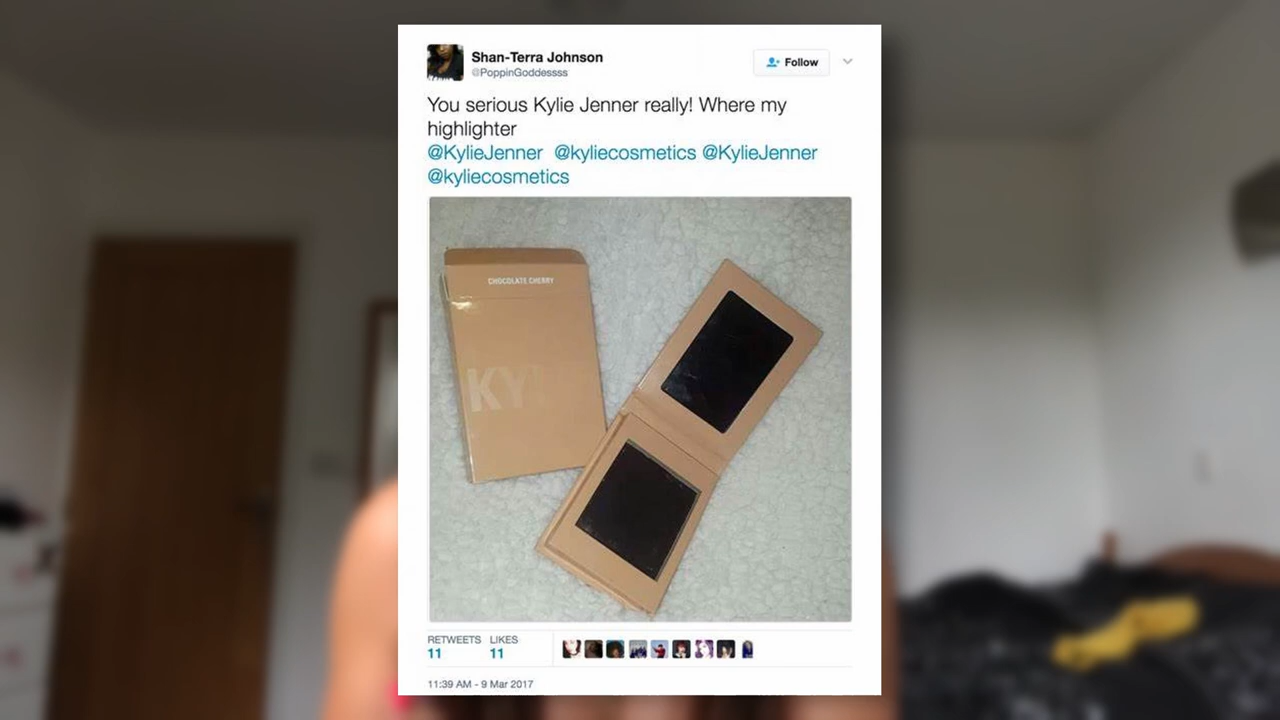 Shan-Terra Johnson
@PoppinGoddessss
Follow
You serious Kylie Jenner really! Where my
highlighter
@KylieJenner @kyliecosmetics @KylieJenner
@kyliecosmetics
CHOCOLATE CHERRY
KY
RETWEETS LIKES
11 11
11:39 AM - 9 Mar 2017